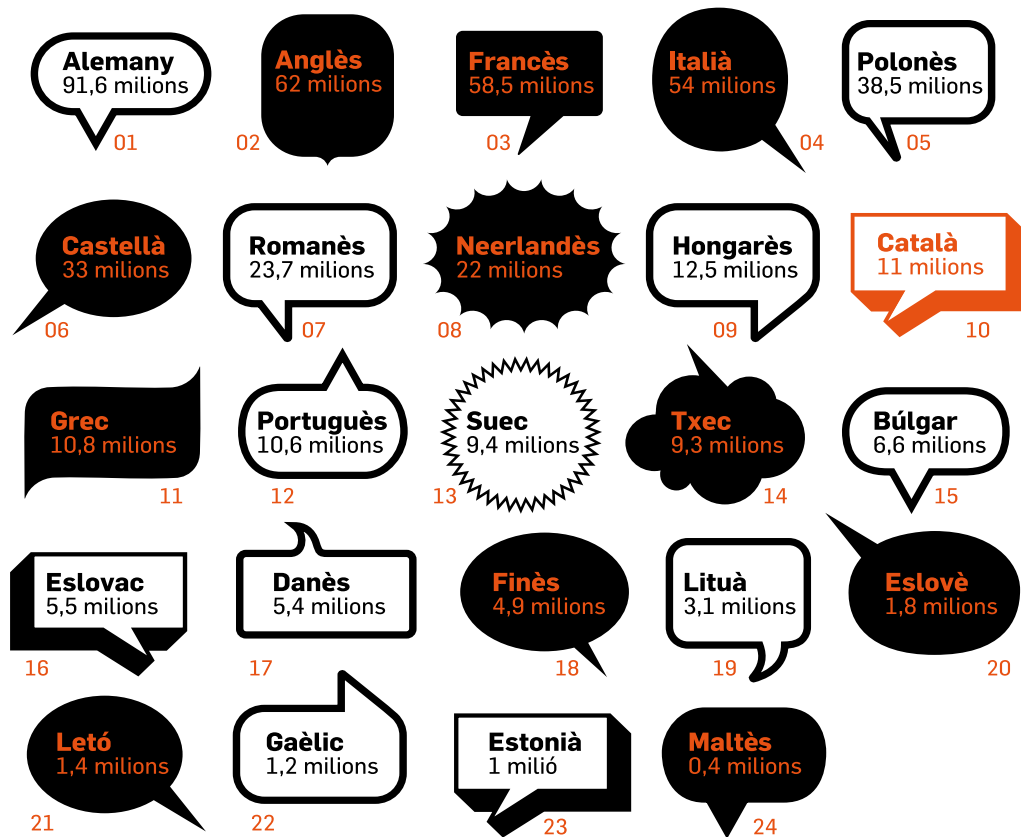 Alemany
91,6 milions
01
Anglès
62 milions
02
Francès
58,5 milions
03
Italià
54 milions
04
Polonès
38,5 milions
05
Castellà
33 milions
06
Romanès
23,7 milions
07
Neerlandès
22 milions
08
Hongarès
12,5 milions
09
Català
11 milions
10
Grec
10,8 milions
11
Portuguès
10,6 milions
12
Suec
9,4 milions
13
Txec
9,3 milions
14
Búlgar
6,6 milions
15
Eslovac
5,5 milions
16
Danès
5,4 milions
17
Finès
4,9 milions
18
Lituà
3,1 milions
19
Eslovè
1,8 milions
20
Letó
1,4 milions
21
Gaèlic
1,2 milions
22
Estonià
1 milió
23
Maltès
0,4 milions
24